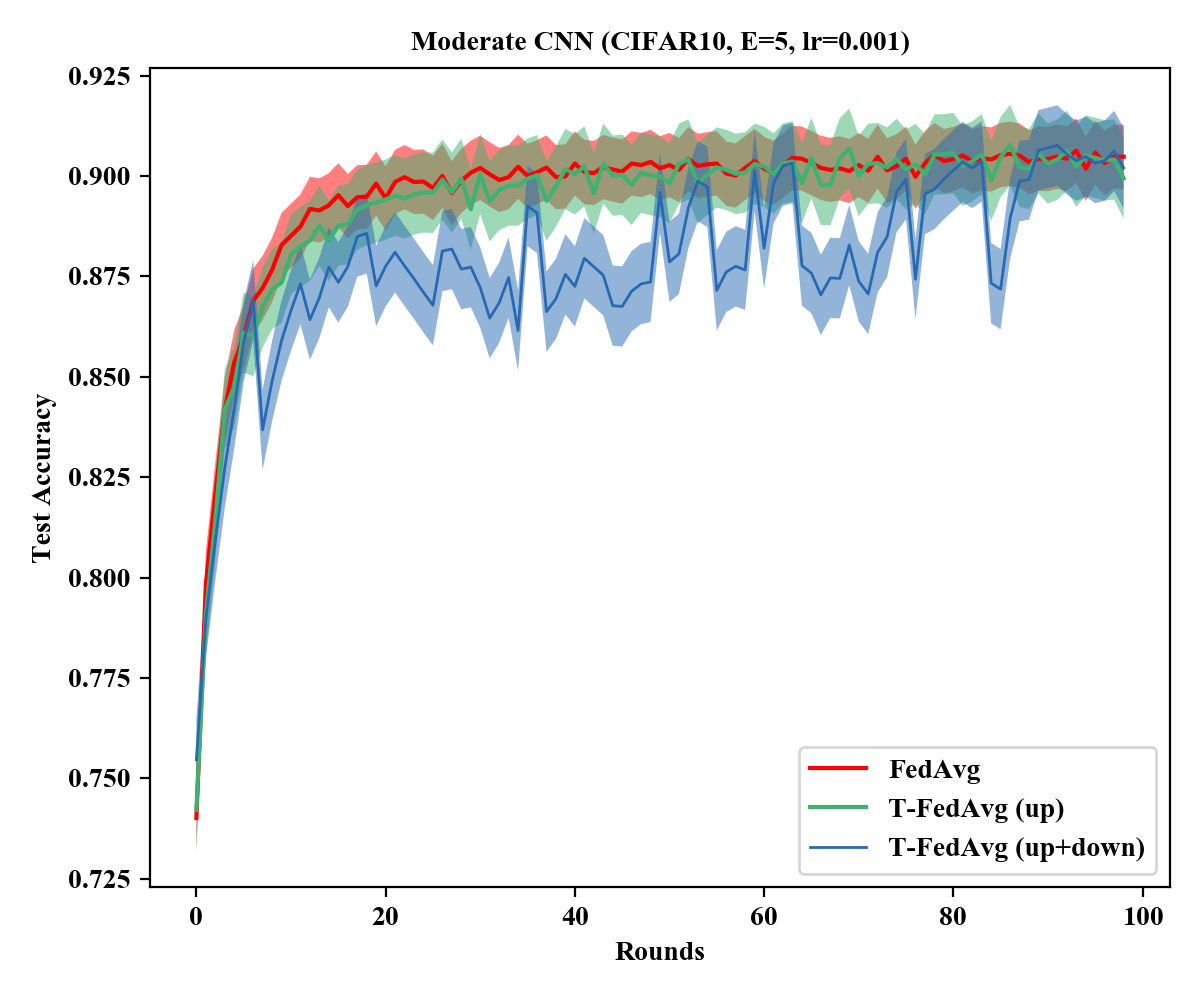 Moderate CNN (CIFAR10, E=5, lr=0.001)
0.925
0.900
0.875
0.850
0.825
0.800
0.775
0.750
0.725
Test Accuracy
FedAvg
T-FedAvg (up)
T-FedAvg (up+down)
0 20 40 60 80 100
Rounds